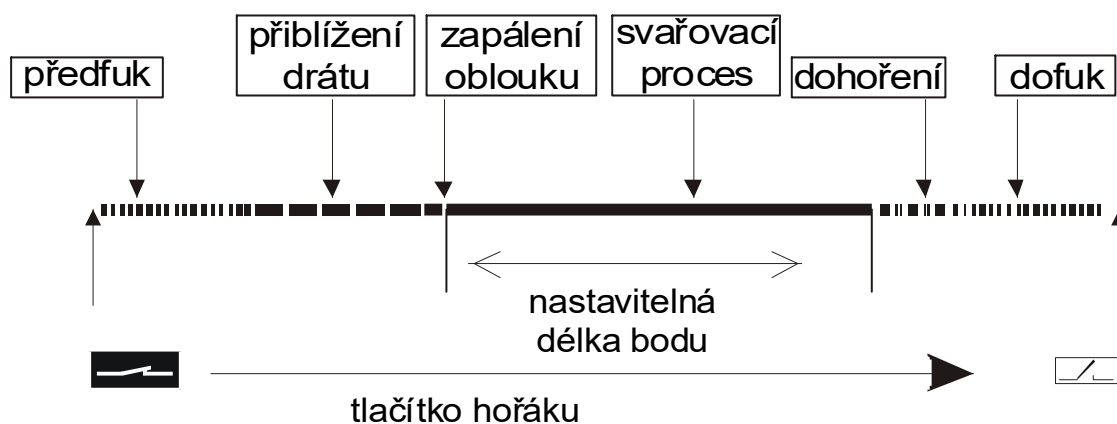 předfuk
přiblížení
drátu
zapálení
oblouku
svařovací
proces
dohoření
dofuk
nastavitelná
délka bodu
tlačítko hořáku